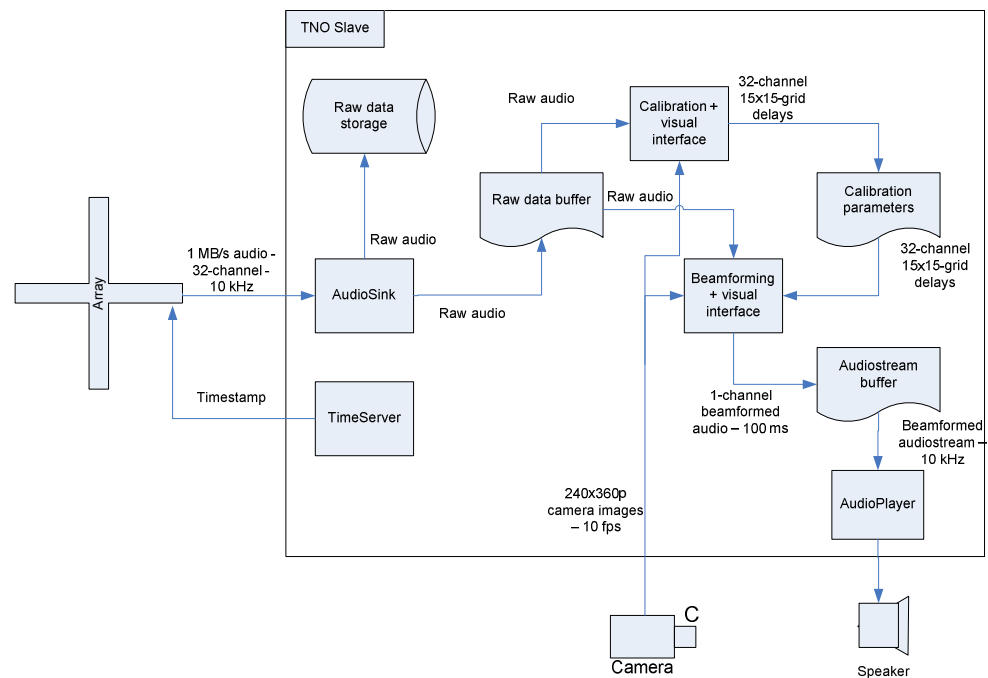 TNO Slave
Raw data
storage
Raw audio
Calibration +
visual
interface
32-channel
15x15-grid
delays
Raw data buffer
Raw audio
Calibration
parameters
Raw audio
32-channel
15x15-grid
delays
1 MB/s audio -
32-channel -
10 kHz
Array
AudioSink
Raw audio
Beamforming
+ visual
interface
Timestamp
TimeServer
1-channel
beamformed
audio – 100 ms
Audiostream
buffer
Beamformed
audiostream –
10 kHz
240x360p
camera images
– 10 fps
AudioPlayer
C
Camera
Speaker